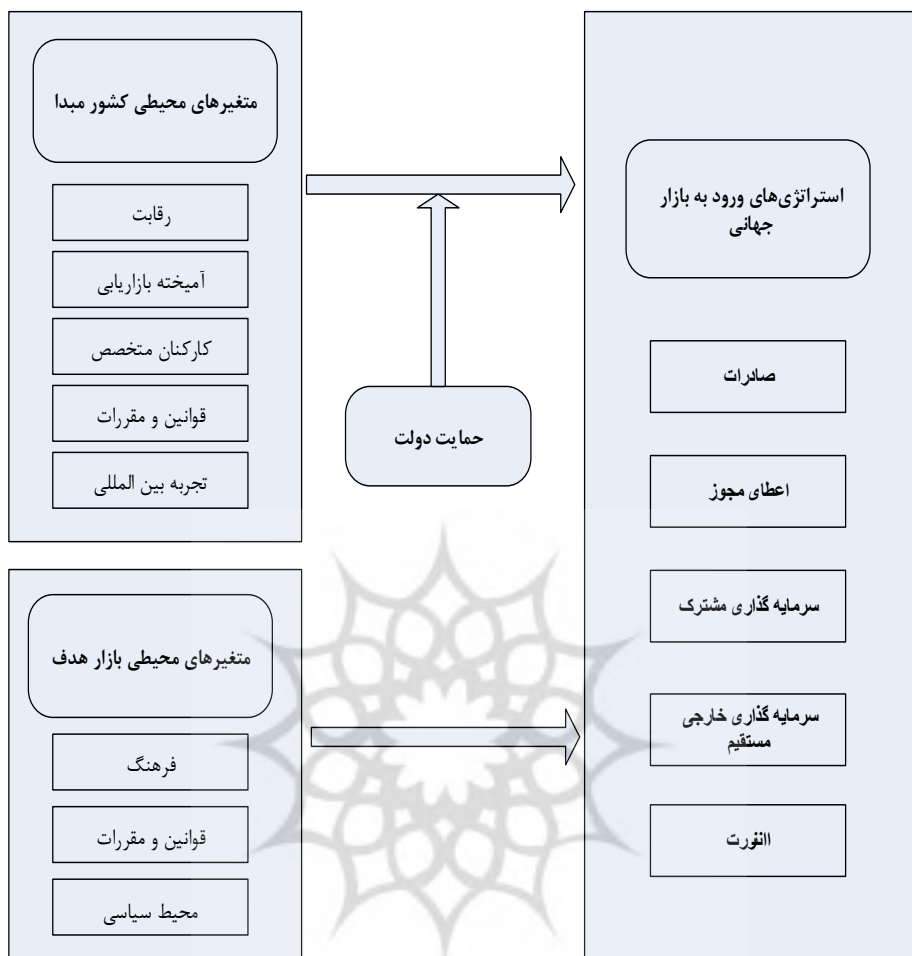 متغیرهای محیطی کشور مبدا
رقابت
آمیخته بازاریابی
کارکنان متخصص
قوانین و مقررات
تجربه بین المللی
حمایت دولت
متغیرهای محیطی بازار هدف
فرهنگ
قوانین و مقررات
محیط سیاسی
استراتژی‌های ورود به بازار
جهانی
صادرات
اعطای مجوز
سرمایه گذاری مشترک
سرمایه گذاری خارجی
مستقیم
اانفورت